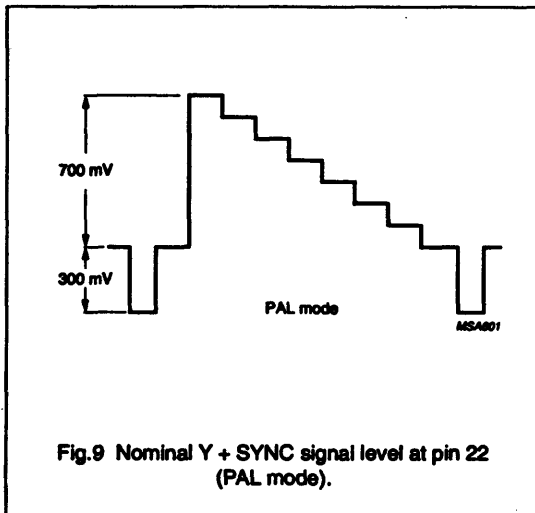 700 mV
300 mV
PAL mode
MSA601
Fig.9 Nominal Y + SYNC signal level at pin 22
(PAL mode).